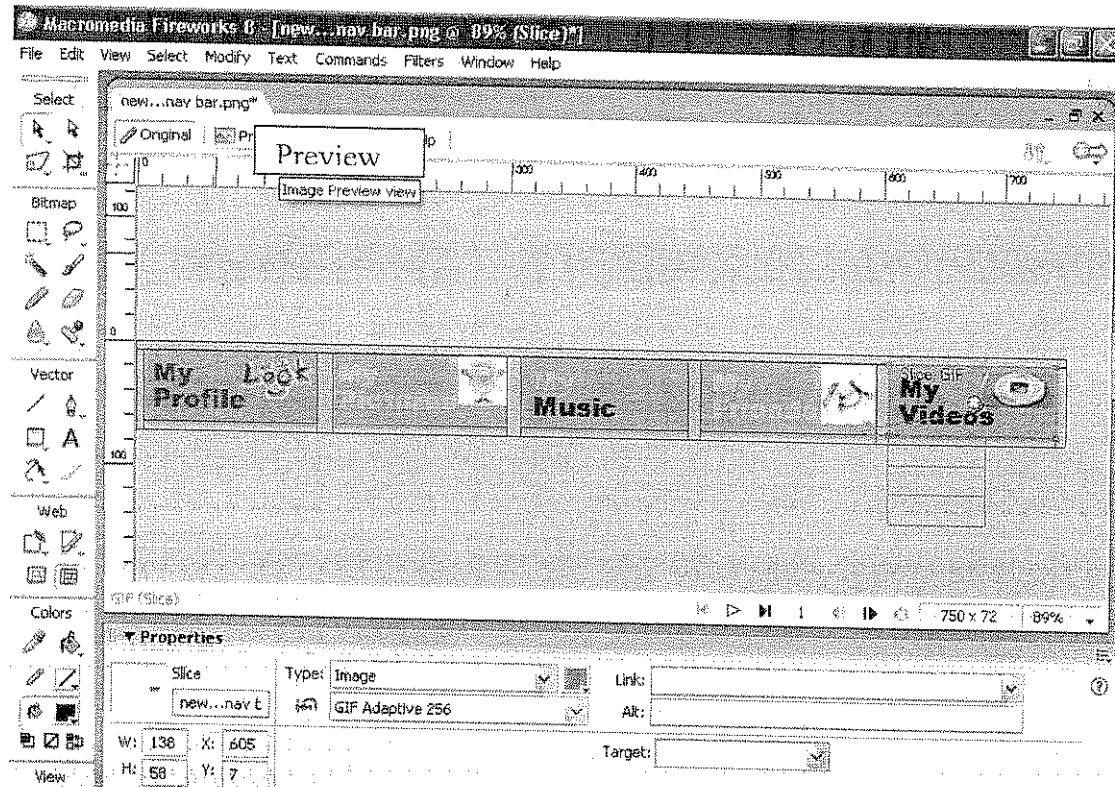 Macromedia Fireworks 8 - [new...nav bar.png @ 89% (Slice)*]
File Edit View Select Modify Text Commands Filters Window Help
Select
new...nav bar.png*
Original
Preview
Image Preview view
0 300 400 500 600 700
Bitmap
100
0
Vector
My Look
Profile
Music
Slice: GIF
My
Videos
100
Web
GIF (Slice)
1 750 x 72 89%
Colors
Properties
Slice Type: Image Link:
new...nav b GIF Adaptive 256 Alt:
W: 138 X: 605 Target:
H: 58 Y: 7
View